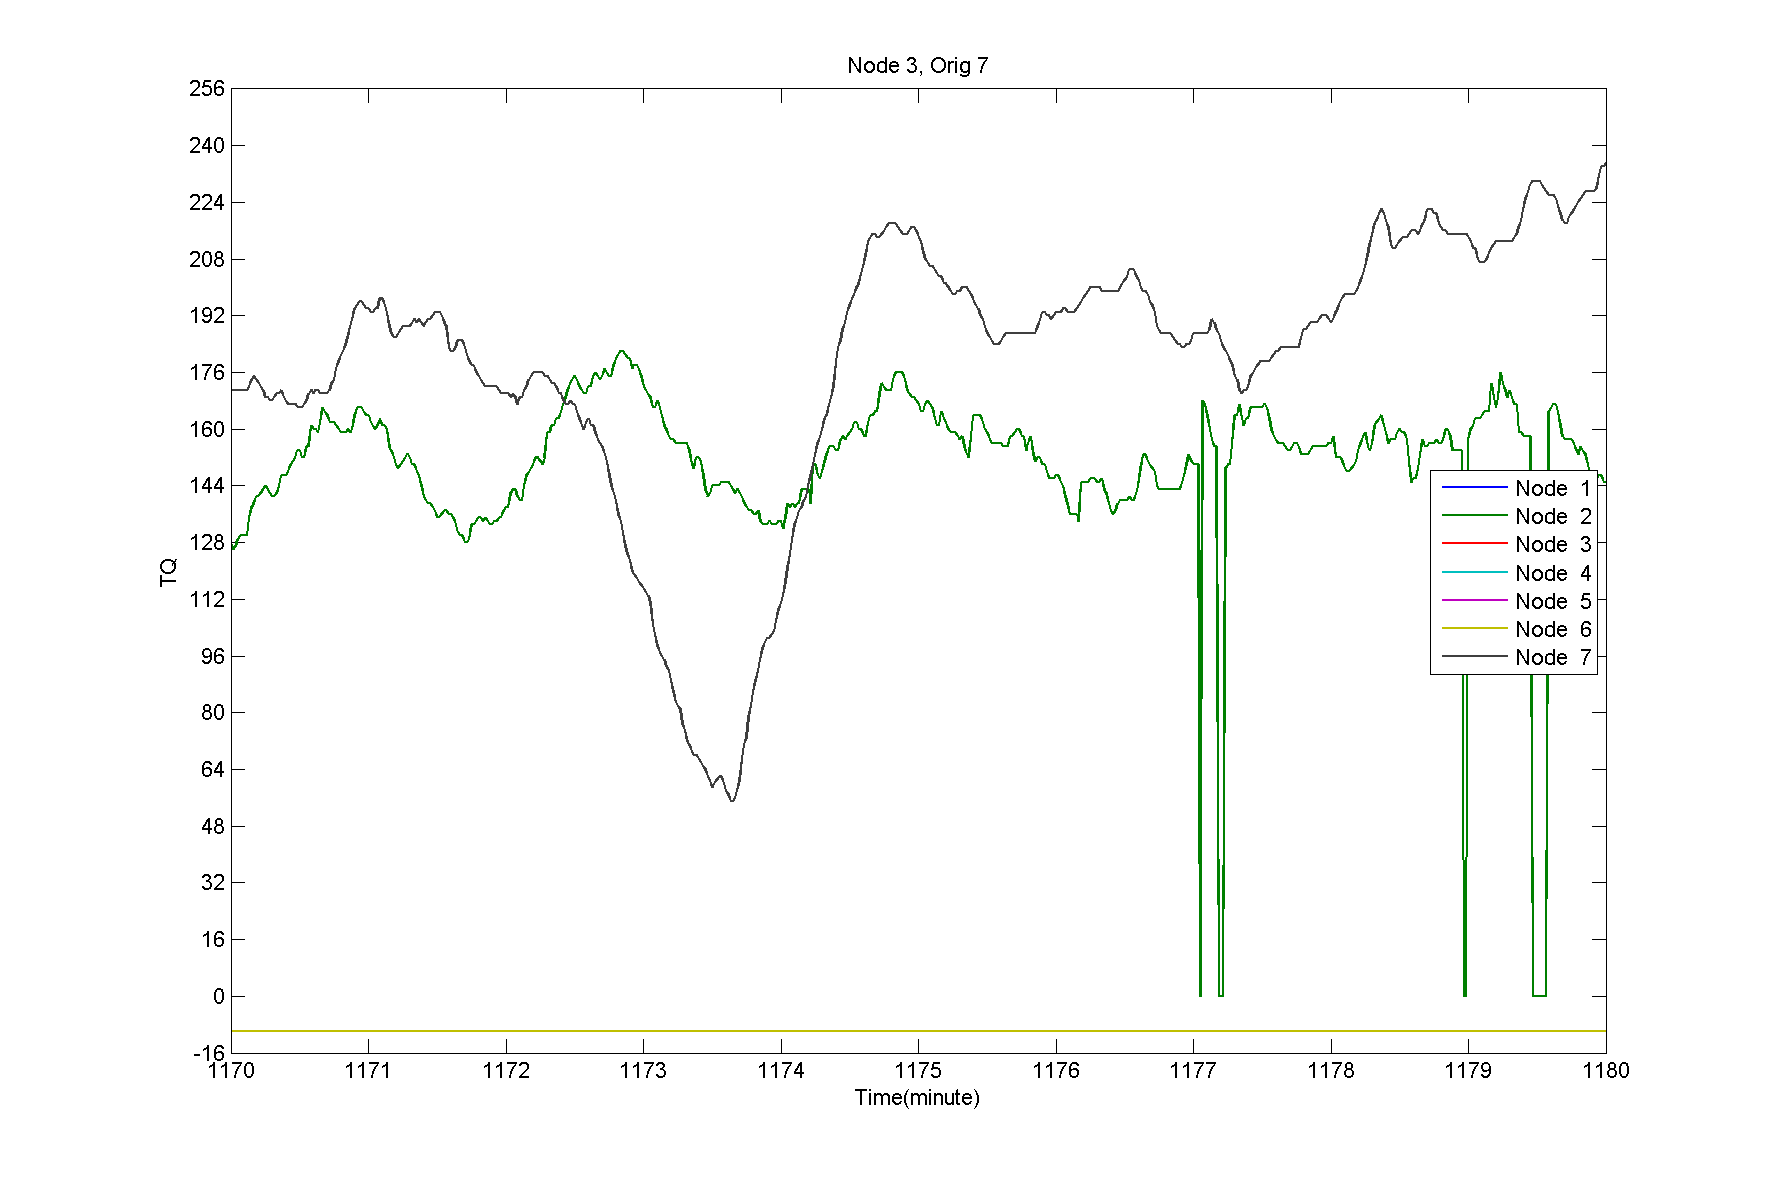 Node 3, Orig 7
256
240
224
208
192
176
160
144
128
112
96
80
64
48
32
16
0
-16
TQ
Node 1
Node 2
Node 3
Node 4
Node 5
Node 6
Node 7
1170 1171 1172 1173 1174 1175 1176 1177 1178 1179 1180
Time(minute)